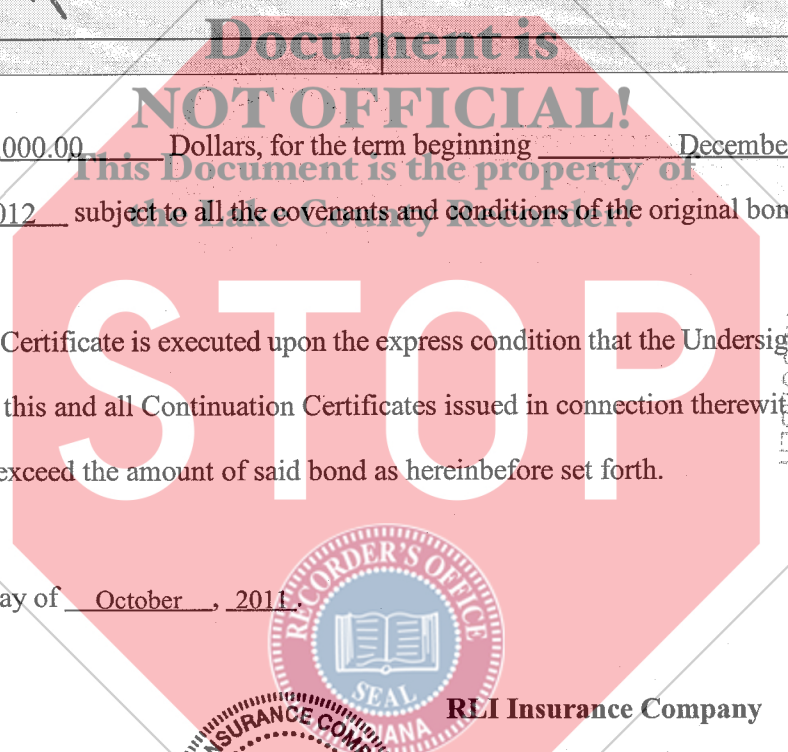 Document is
NOT OFFICIAL!
,000.00 Dollars, for the term beginning Decembe
This Document is the property of
012 subject to all the covenants and conditions of the original bon
the Lake County Recorder!
STOP
Certificate is executed upon the express condition that the Undersig
this and all Continuation Certificates issued in connection therewit
exceed the amount of said bond as hereinbefore set forth.
ay of October, 2011.
RECORDER'S OFFICE
SEAL
RLI Insurance Company
NSURANCE COMP
IANA